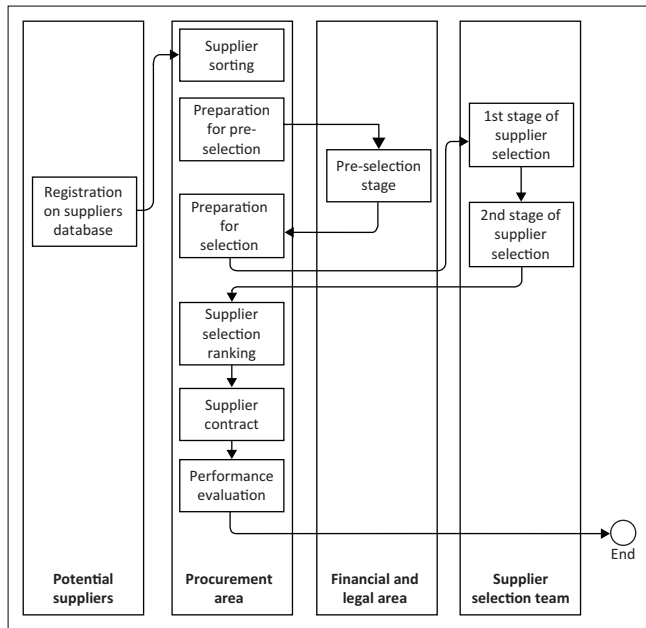 Supplier
sorting
Preparation
for pre-
selection
1st stage of
supplier
selection
Pre-selection
stage
Registration
on suppliers
database
Preparation
for
selection
2nd stage of
supplier
selection
Supplier
selection
ranking
Supplier
contract
Performance
evaluation
End
Potential
suppliers
Procurement
area
Financial and
legal area
Supplier
selection team